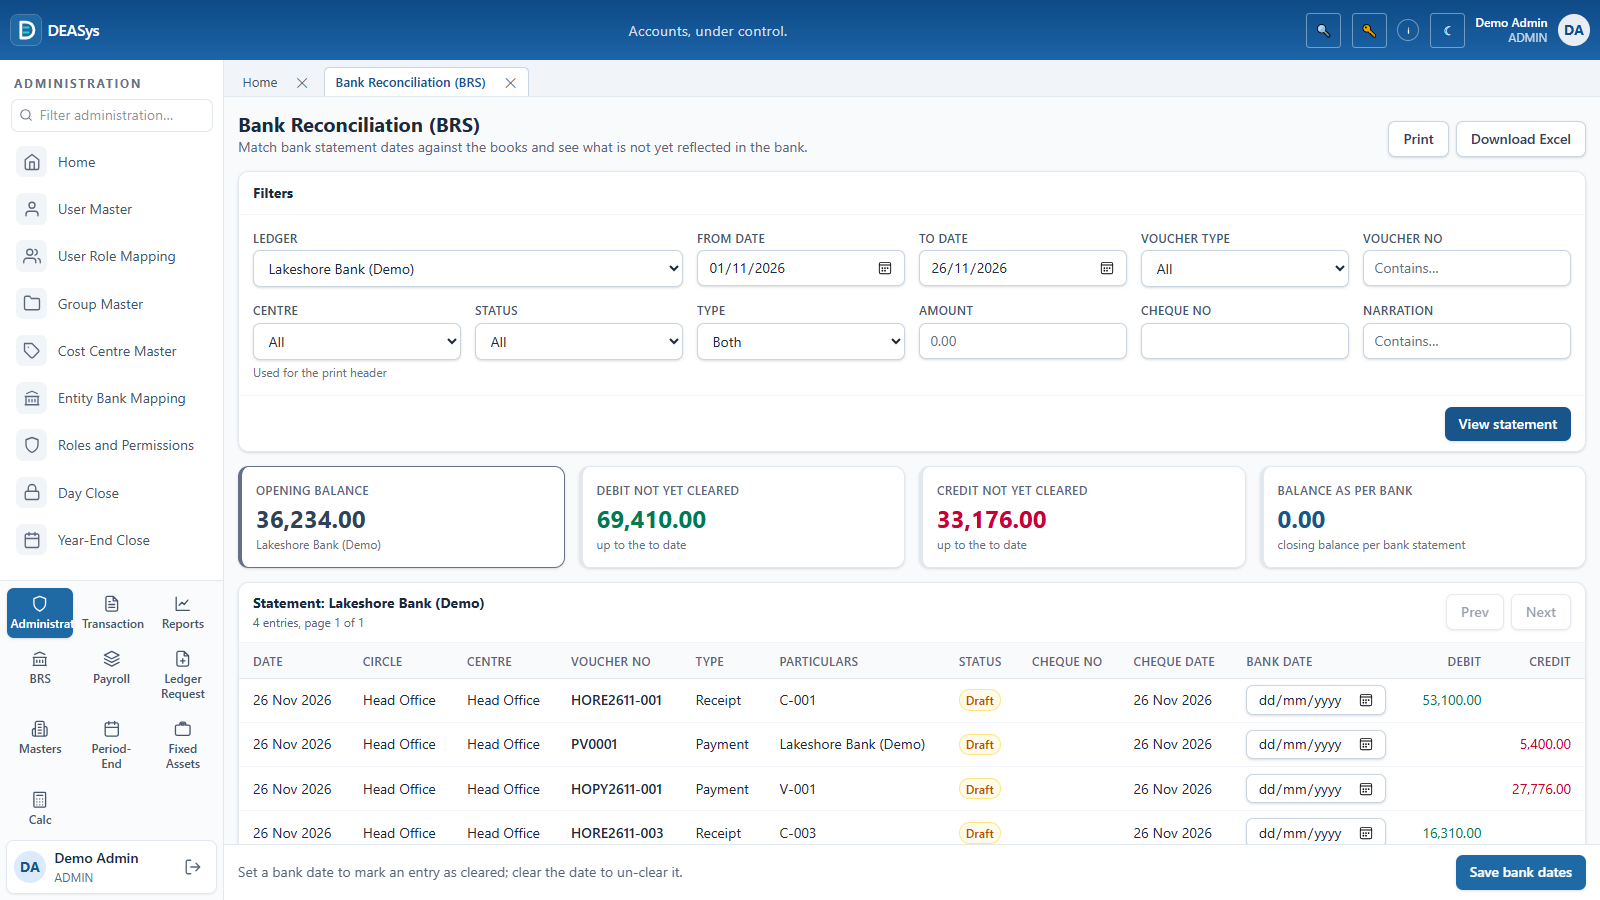 DEASys
Accounts, under control.
Demo Admin
ADMIN
DA
ADMINISTRATION
Filter administration...
Home
User Master
User Role Mapping
Group Master
Cost Centre Master
Entity Bank Mapping
Roles and Permissions
Day Close
Year-End Close
Administrat
Transaction
Reports
BRS
Payroll
Ledger
Request
Masters
Period-
End
Fixed
Assets
Calc
DA
Demo Admin
ADMIN
Home
Bank Reconciliation (BRS)
Bank Reconciliation (BRS)
Match bank statement dates against the books and see what is not yet reflected in the bank.
Print
Download Excel
Filters
LEDGER FROM DATE TO DATE VOUCHER TYPE VOUCHER NO
Lakeshore Bank (Demo) 01/11/2026 26/11/2026 All Contains...
CENTRE STATUS TYPE AMOUNT CHEQUE NO NARRATION
All All Both 0.00 Contains...
Used for the print header
View statement
OPENING BALANCE
36,234.00
Lakeshore Bank (Demo)
DEBIT NOT YET CLEARED
69,410.00
up to the to date
CREDIT NOT YET CLEARED
33,176.00
up to the to date
BALANCE AS PER BANK
0.00
closing balance per bank statement
Statement: Lakeshore Bank (Demo)
4 entries, page 1 of 1
Prev
Next
DATE CIRCLE CENTRE VOUCHER NO TYPE PARTICULARS STATUS CHEQUE NO CHEQUE DATE BANK DATE DEBIT CREDIT
26 Nov 2026 Head Office Head Office HORE2611-001 Receipt C-001 Draft 26 Nov 2026 dd/mm/yyyy 53,100.00
26 Nov 2026 Head Office Head Office PV0001 Payment Lakeshore Bank (Demo) Draft 26 Nov 2026 dd/mm/yyyy 5,400.00
26 Nov 2026 Head Office Head Office HOPY2611-001 Payment V-001 Draft 26 Nov 2026 dd/mm/yyyy 27,776.00
26 Nov 2026 Head Office Head Office HORE2611-003 Receipt C-003 Draft 26 Nov 2026 dd/mm/yyyy 16,310.00
Set a bank date to mark an entry as cleared; clear the date to un-clear it.
Save bank dates